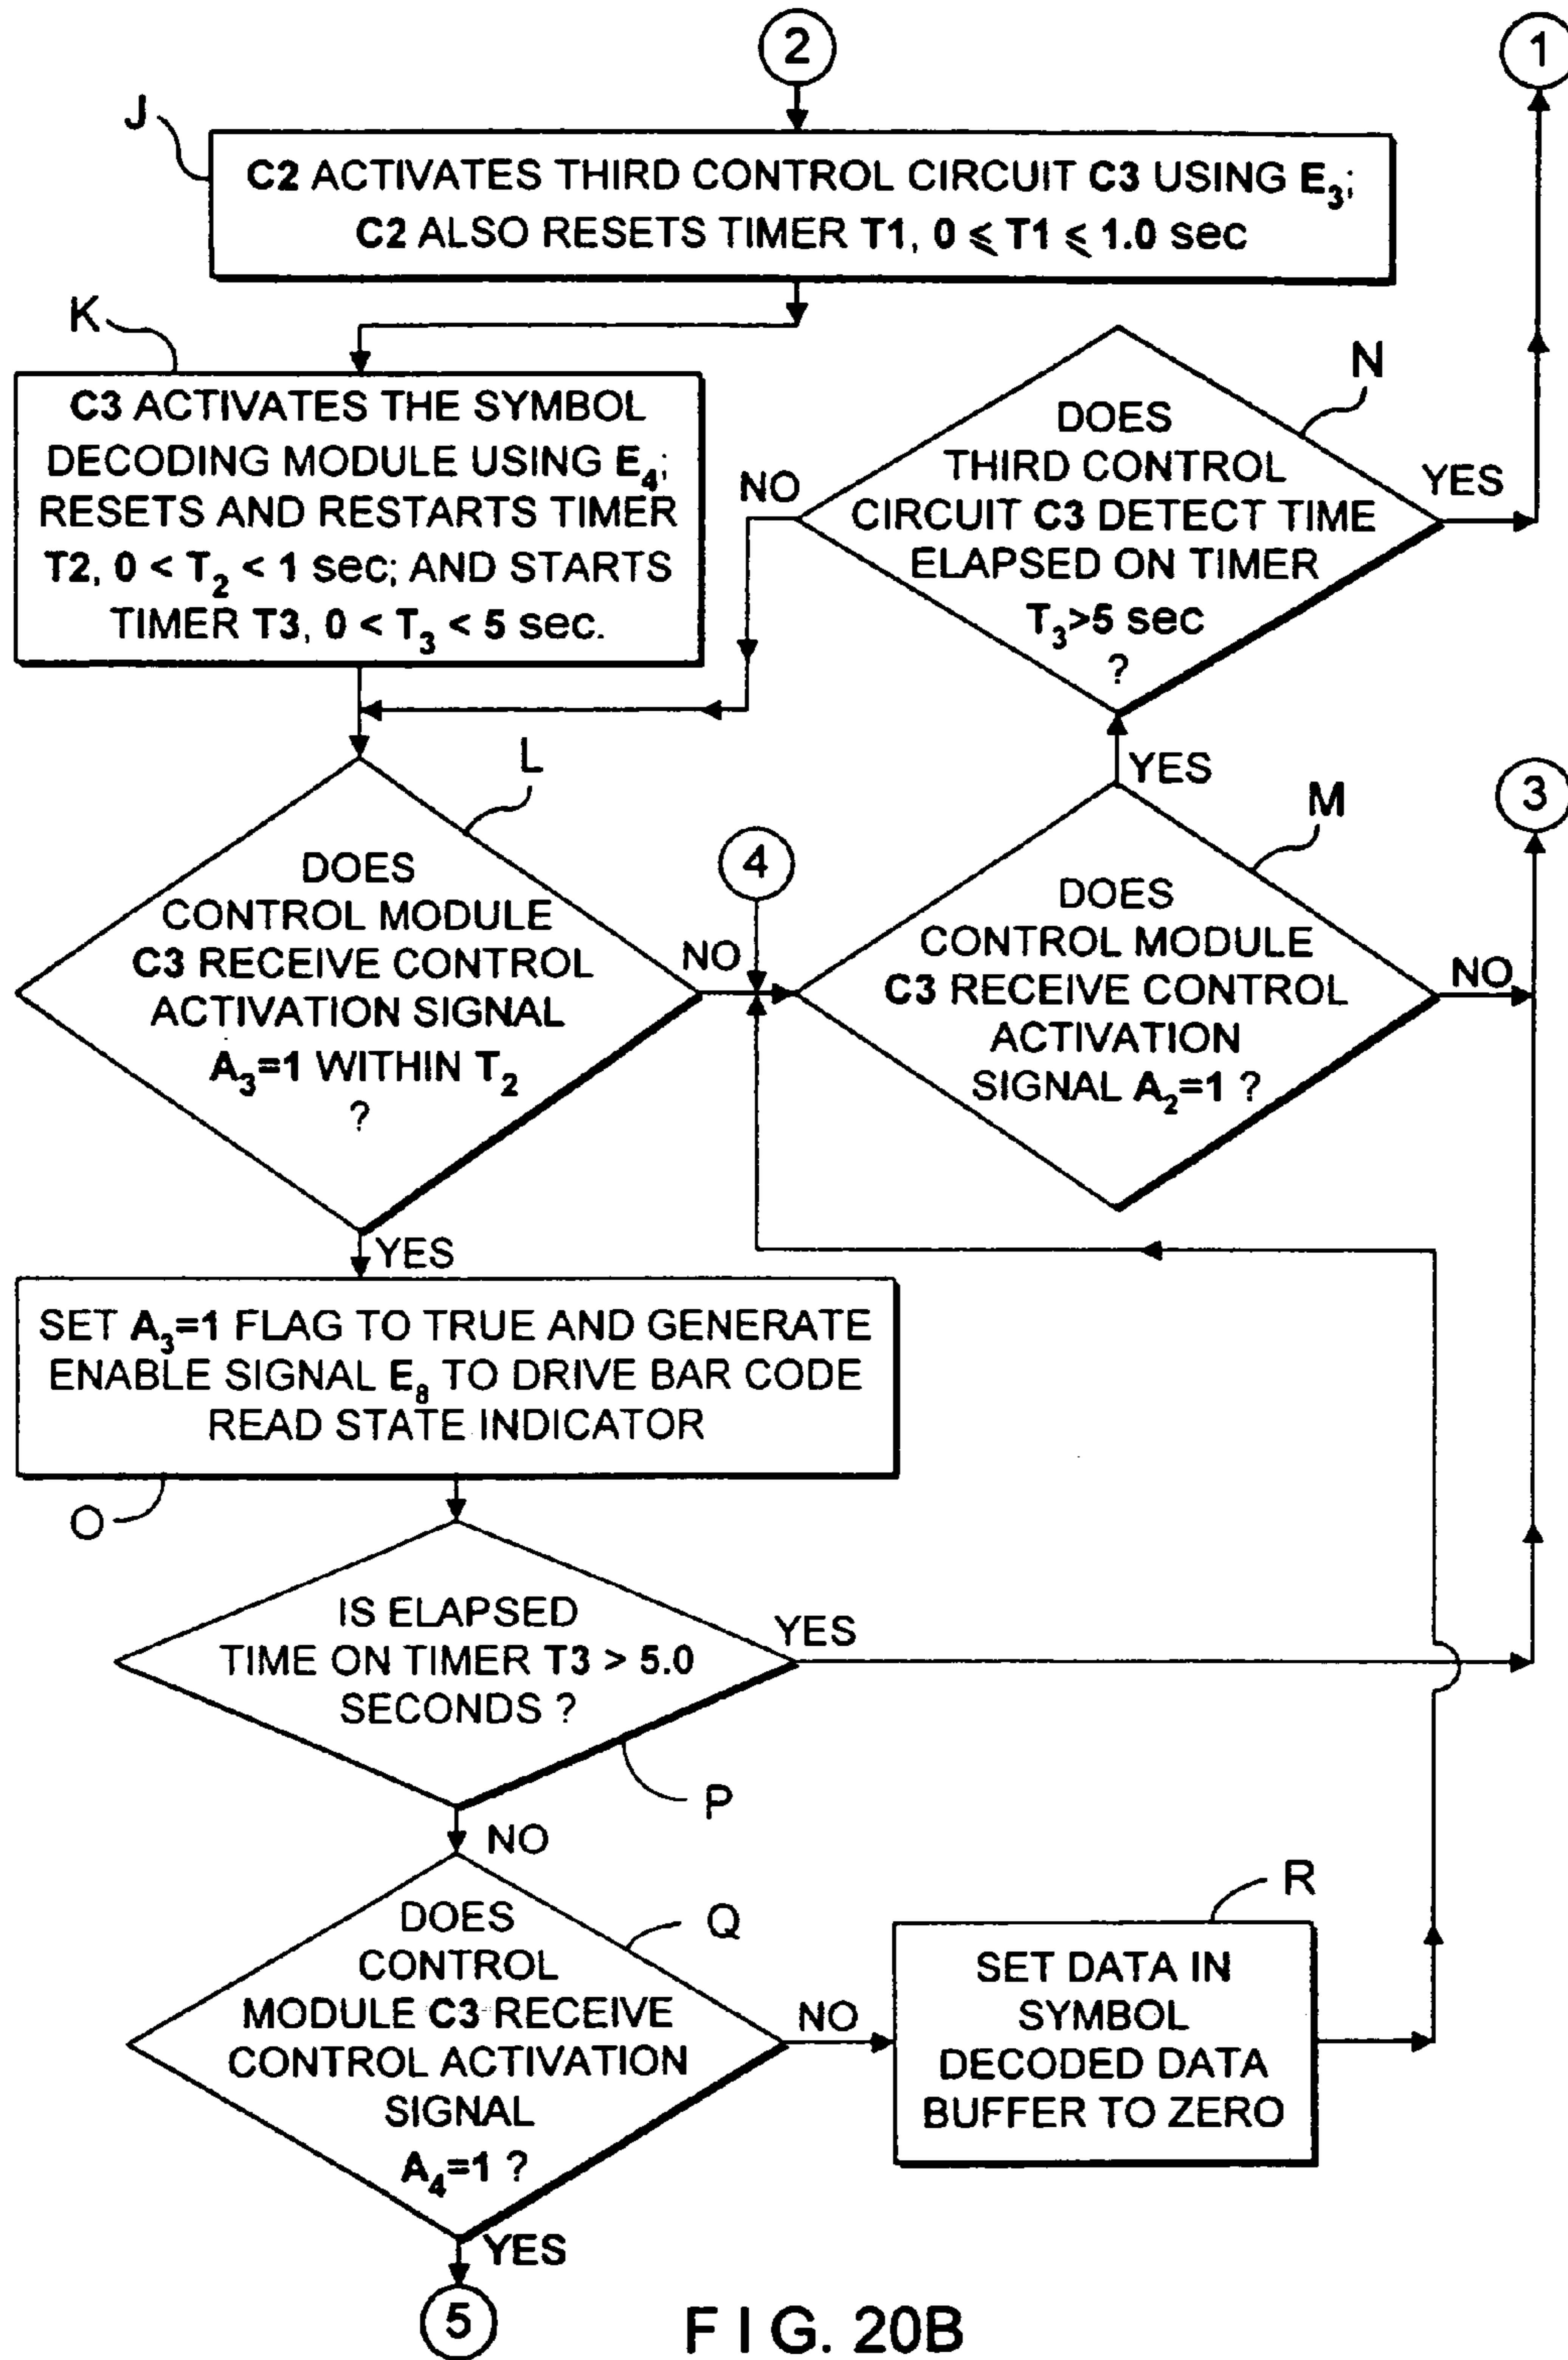 2
1
J
C2 ACTIVATES THIRD CONTROL CIRCUIT C3 USING E₃;
C2 ALSO RESETS TIMER T1, 0 ⩽ T1 ⩽ 1.0 sec
K
C3 ACTIVATES THE SYMBOL
DECODING MODULE USING E₄;
RESETS AND RESTARTS TIMER
T2, 0 < T₂ < 1 sec; AND STARTS
TIMER T3, 0 < T₃ < 5 sec.
N
DOES
THIRD CONTROL
CIRCUIT C3 DETECT TIME
ELAPSED ON TIMER
T₃>5 sec
?
NO
YES
L
DOES
CONTROL MODULE
C3 RECEIVE CONTROL
ACTIVATION SIGNAL
A₃=1 WITHIN T₂
?
NO
YES
4
YES
M
3
DOES
CONTROL MODULE
C3 RECEIVE CONTROL
ACTIVATION
SIGNAL A₂=1 ?
NO
SET A₃=1 FLAG TO TRUE AND GENERATE
ENABLE SIGNAL E₈ TO DRIVE BAR CODE
READ STATE INDICATOR
O
IS ELAPSED
TIME ON TIMER T3 > 5.0
SECONDS ?
YES
P
NO
Q
DOES
CONTROL
MODULE C3 RECEIVE
CONTROL ACTIVATION
SIGNAL
A₄=1 ?
NO
R
SET DATA IN
SYMBOL
DECODED DATA
BUFFER TO ZERO
YES
5
FIG. 20B